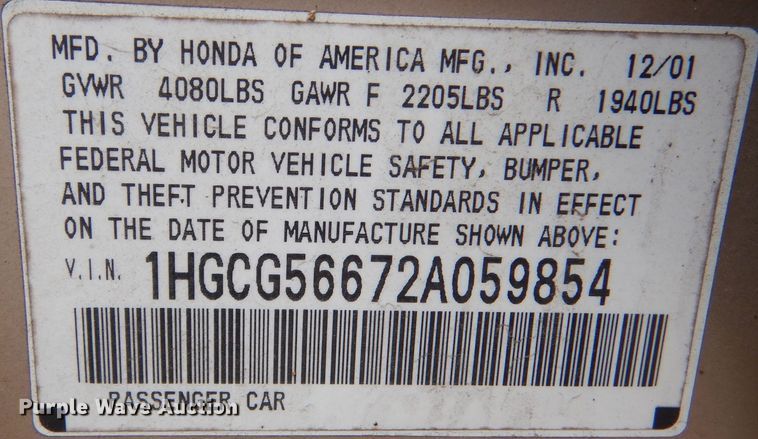 MFD. BY HONDA OF AMERICA MFG., INC. 12/01
GVWR 4080LBS GAWR F 2205LBS R 1940LBS
THIS VEHICLE CONFORMS TO ALL APPLICABLE
FEDERAL MOTOR VEHICLE SAFETY, BUMPER,
AND THEFT PREVENTION STANDARDS IN EFFECT
ON THE DATE OF MANUFACTURE SHOWN ABOVE:
V.I.N. 1HGCG56672A059854
PASSENGER CAR
Purple Wave Auction